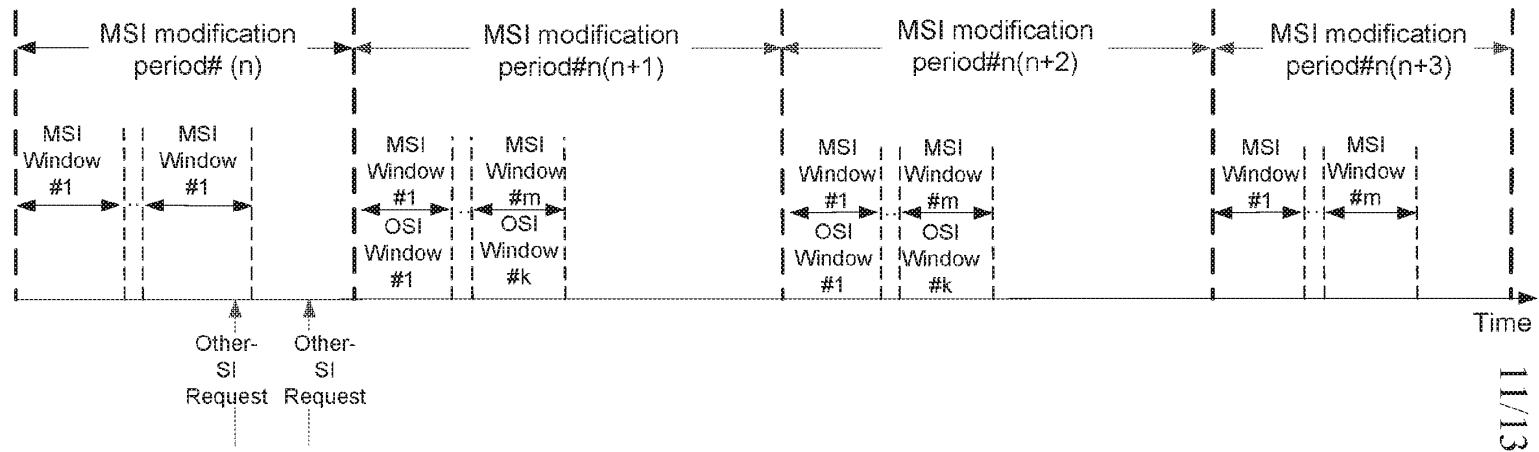 MSI modification
period# (n)
MSI modification
period#n(n+1)
MSI modification
period#n(n+2)
MSI modification
period#n(n+3)
MSI
Window
#1
...
MSI
Window
#1
MSI
Window
#1
...
MSI
Window
#m
OSI
Window
#1
OSI
Window
#k
MSI
Window
#1
...
MSI
Window
#m
OSI
Window
#1
OSI
Window
#k
MSI
Window
#1
...
MSI
Window
#m
Time
Other-
SI
Request
Other-
SI
Request
11/13